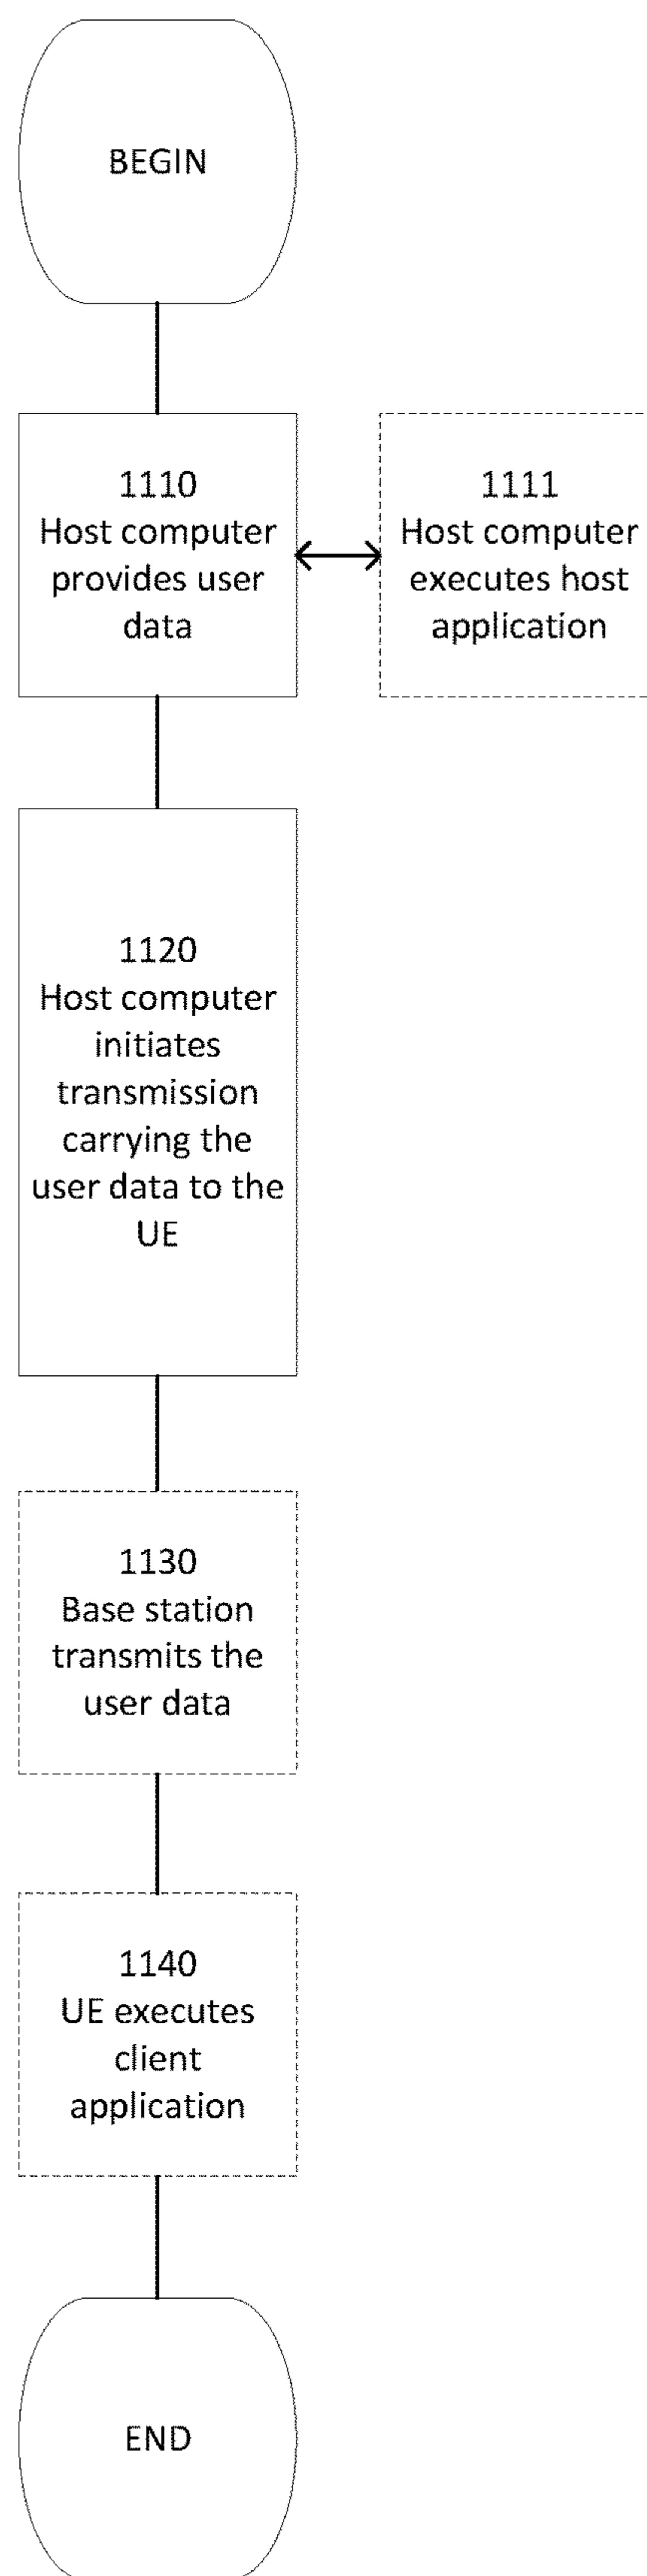 BEGIN
1110
Host computer
provides user
data
1111
Host computer
executes host
application
1120
Host computer
initiates
transmission
carrying the
user data to the
UE
1130
Base station
transmits the
user data
1140
UE executes
client
application
END